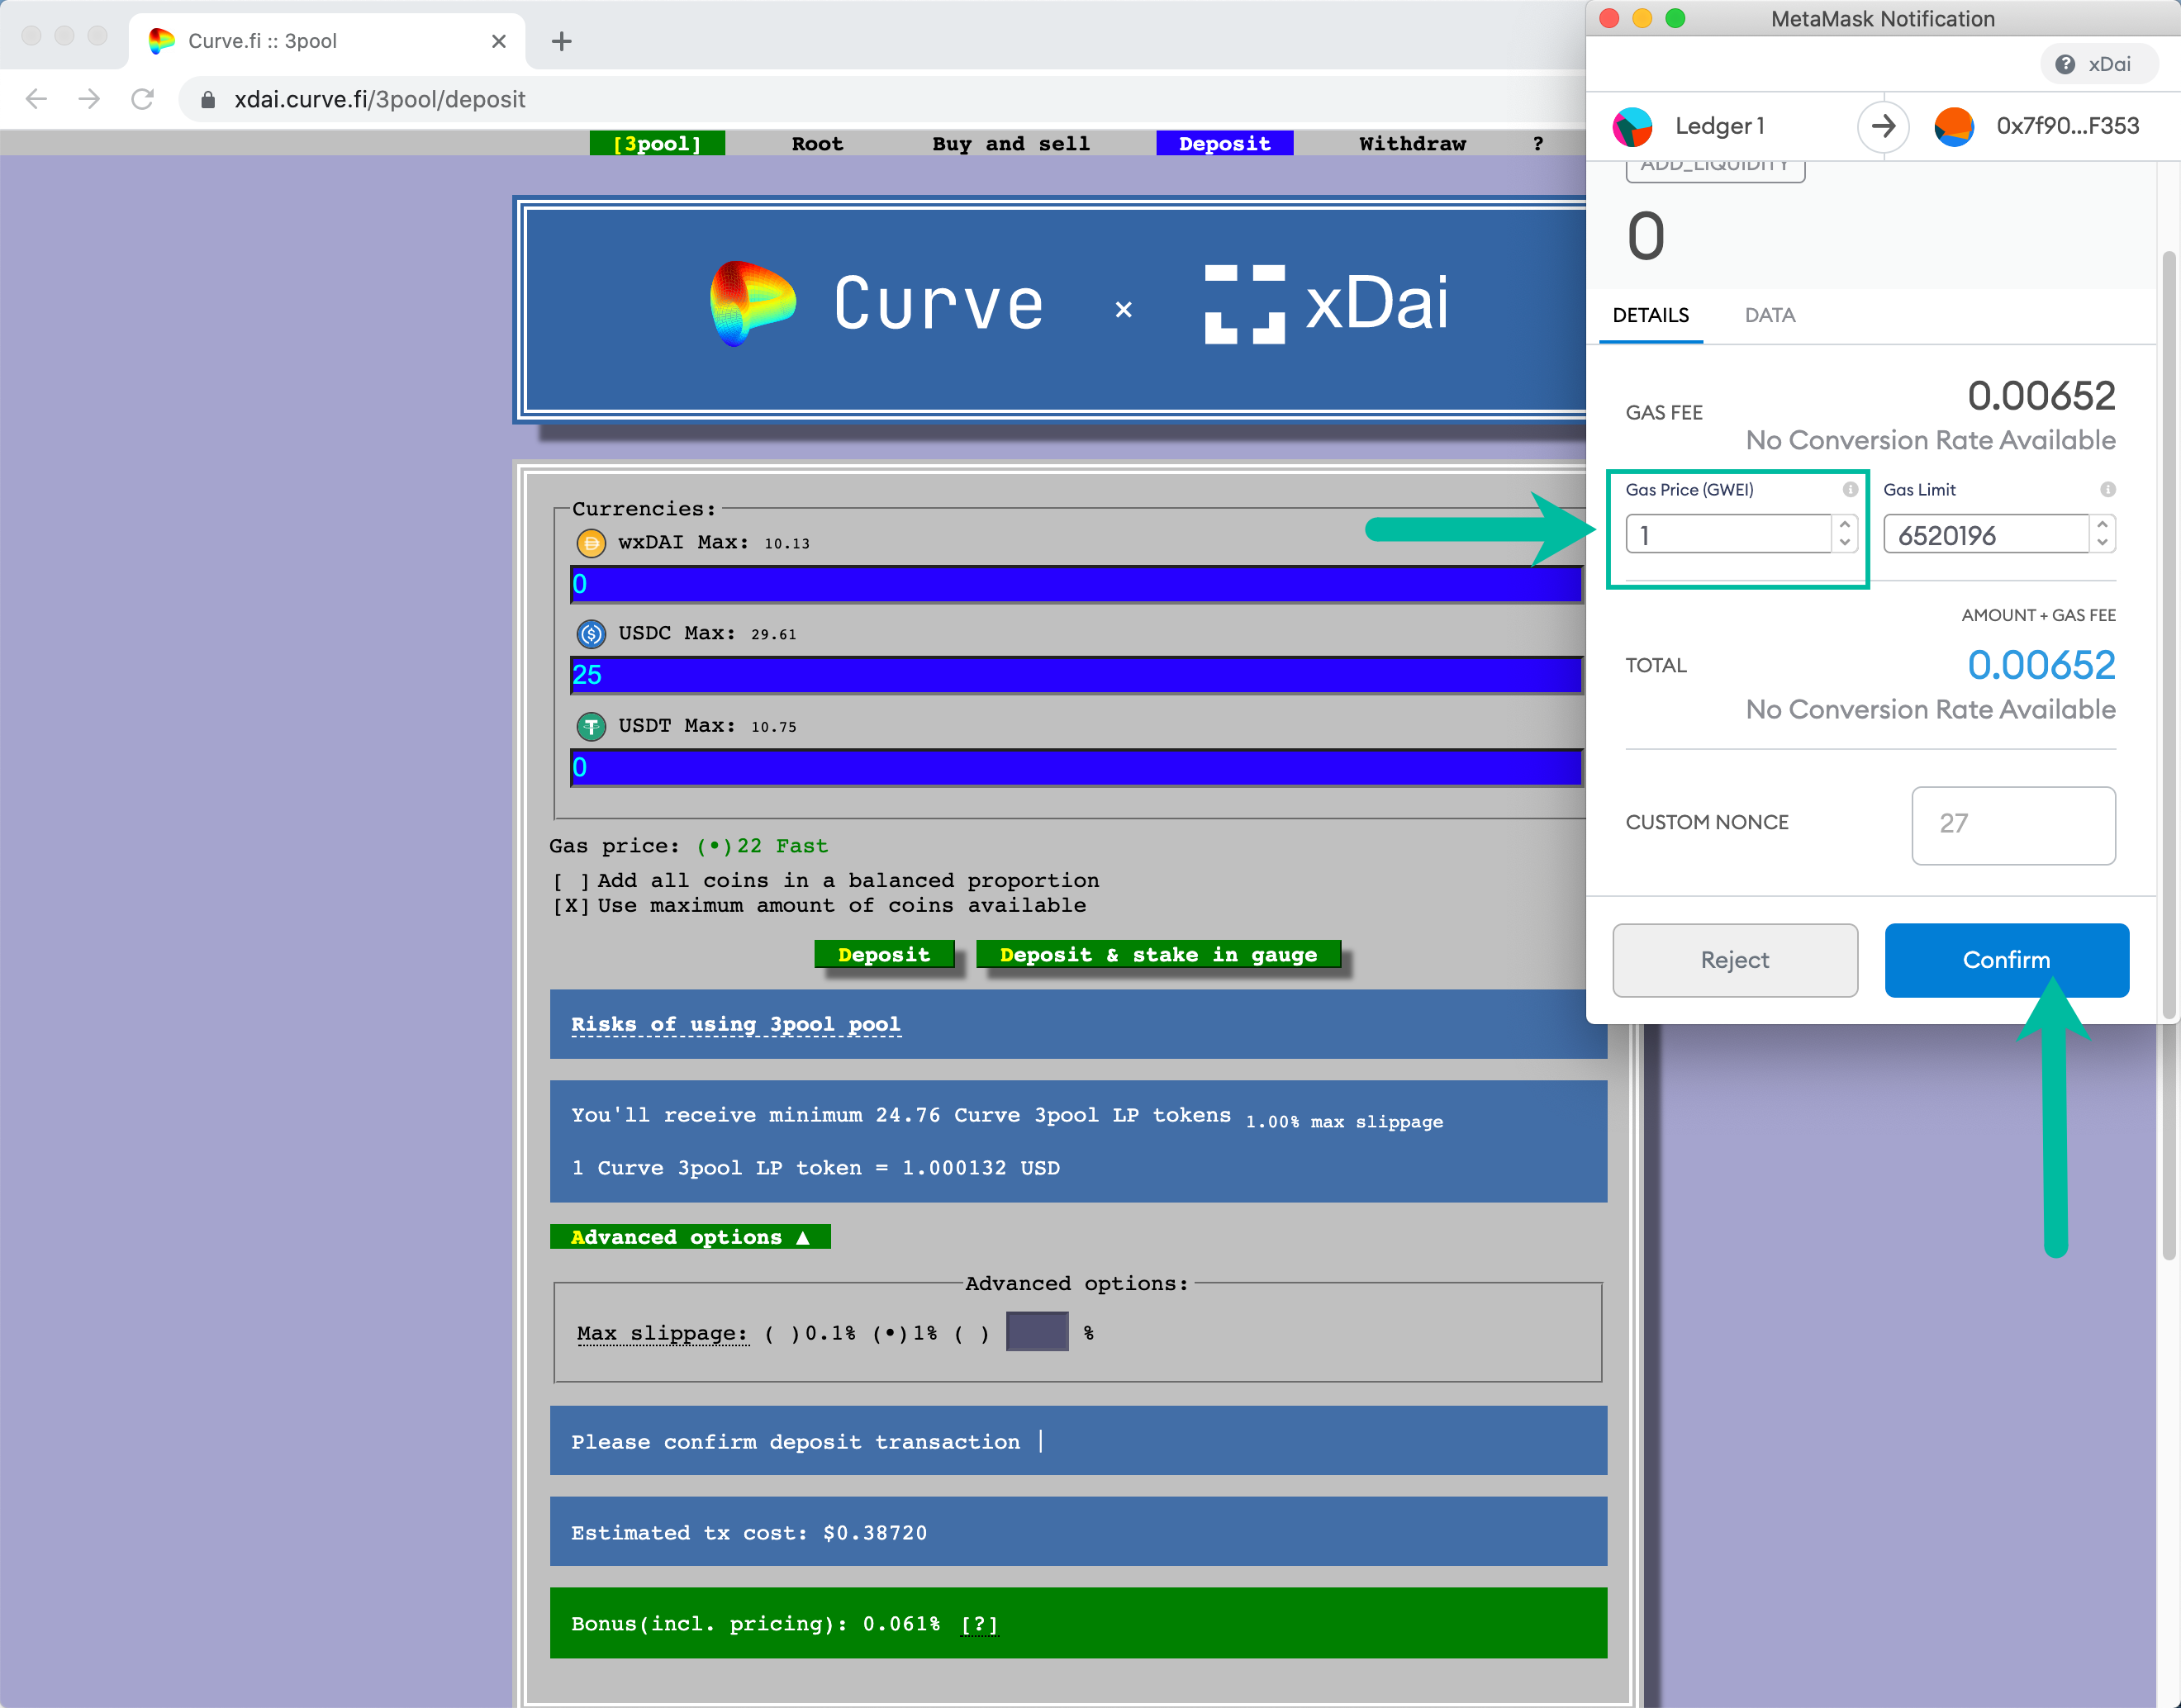 Curve.fi :: 3pool
xdai.curve.fi/3pool/deposit
[3pool] Root Buy and sell Deposit Withdraw ?
Curve × xDai
Currencies:
wxDAI Max: 10.13
0
USDC Max: 29.61
25
USDT Max: 10.75
0
Gas price: (•)22 Fast
[ ] Add all coins in a balanced proportion
[X] Use maximum amount of coins available
Deposit Deposit & stake in gauge
Risks of using 3pool pool
You'll receive minimum 24.76 Curve 3pool LP tokens 1.00% max slippage
1 Curve 3pool LP token = 1.000132 USD
Advanced options ▲
Advanced options:
Max slippage: ( )0.1% (•)1% ( ) %
Please confirm deposit transaction |
Estimated tx cost: $0.38720
Bonus(incl. pricing): 0.061% [?]
MetaMask Notification
? xDai
Ledger 1 0x7f90...F353
ADD_LIQUIDITY
0
DETAILS DATA
GAS FEE 0.00652
No Conversion Rate Available
Gas Price (GWEI) Gas Limit
1 6520196
AMOUNT + GAS FEE
TOTAL 0.00652
No Conversion Rate Available
CUSTOM NONCE 27
Reject Confirm